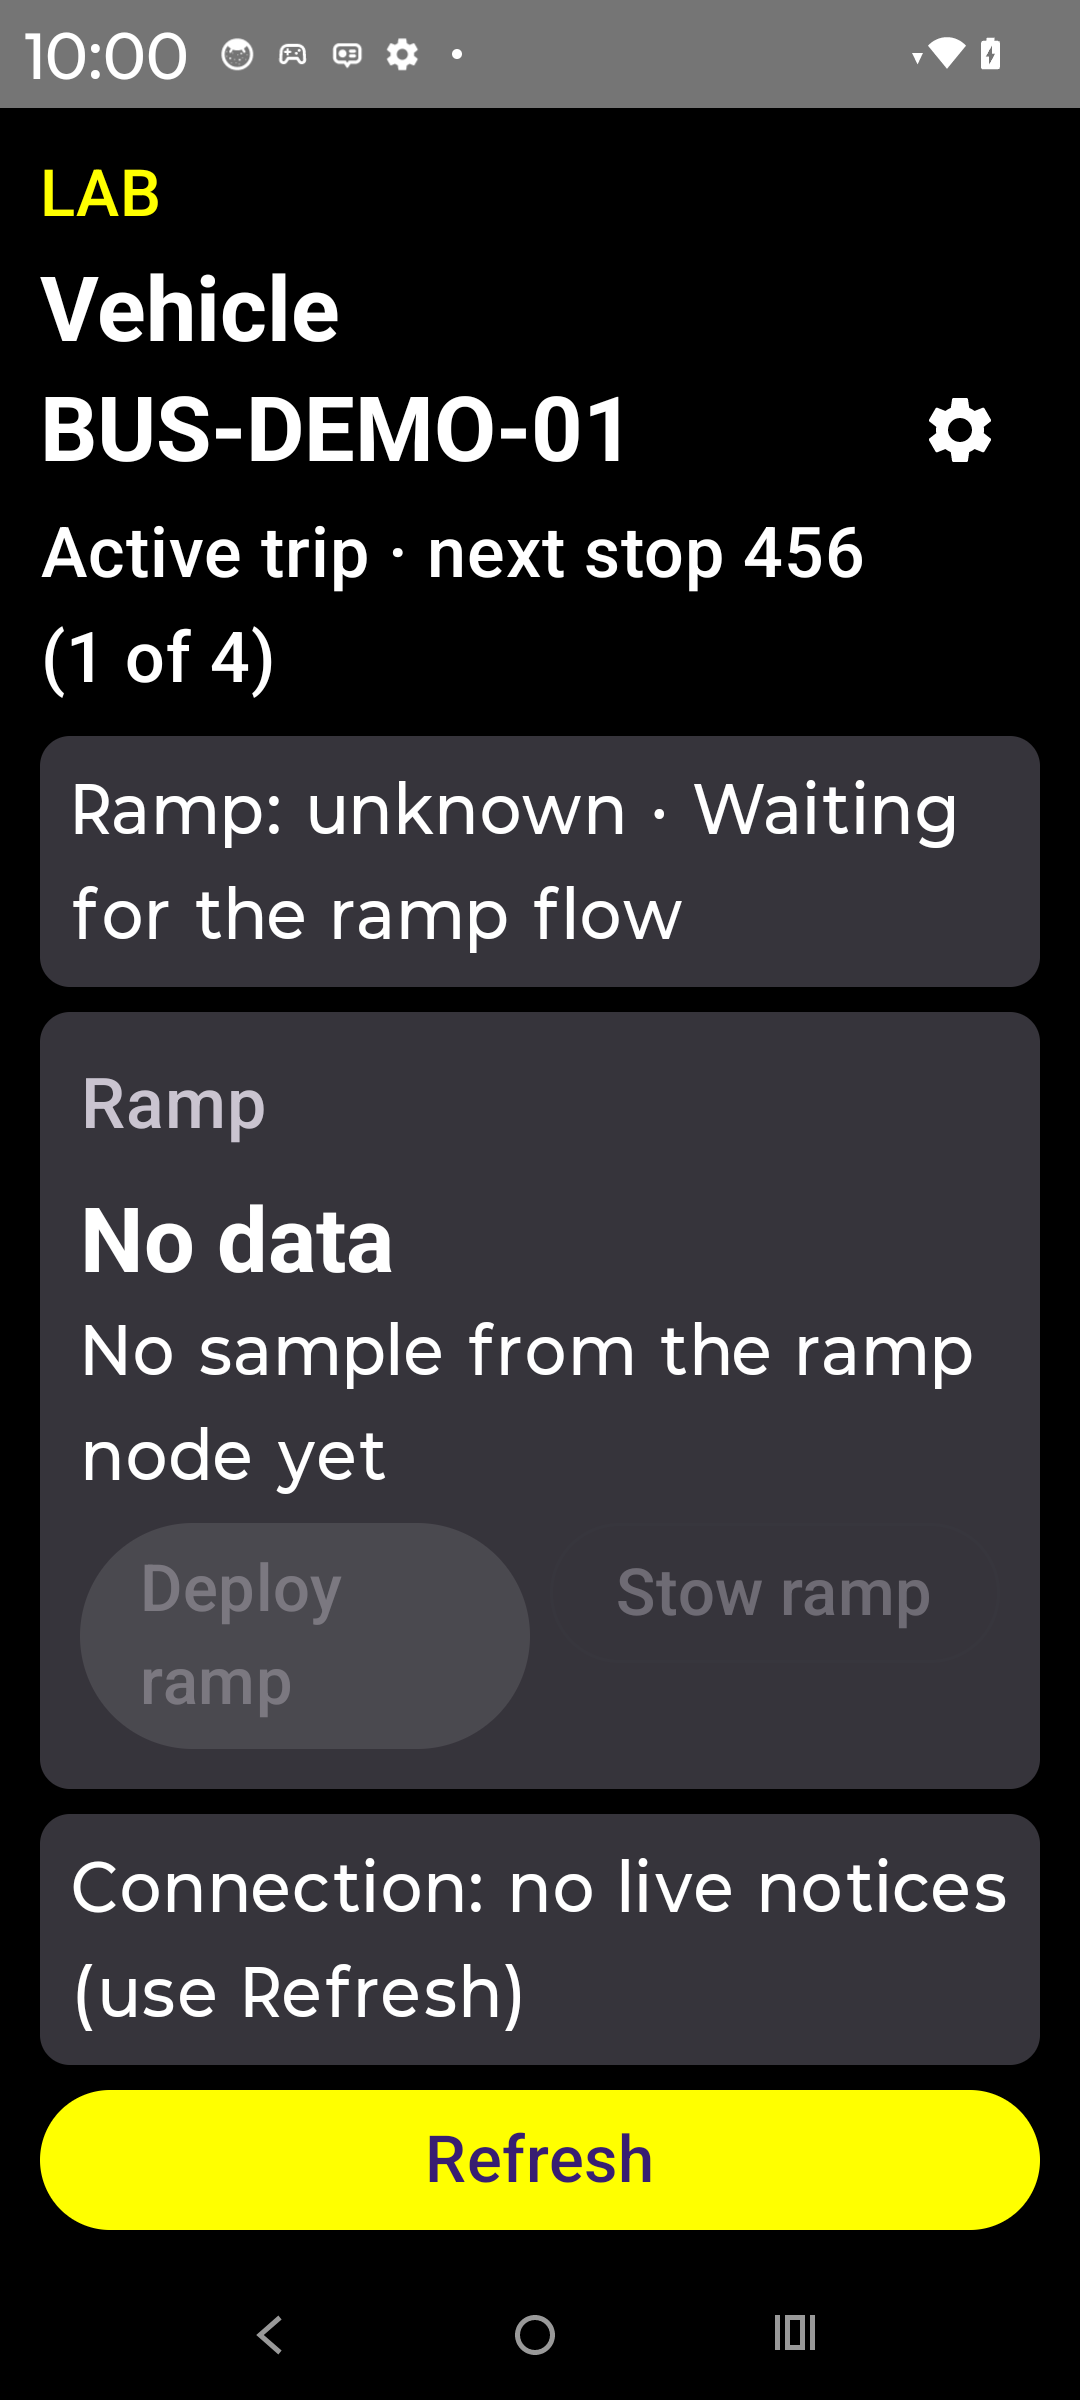 10:00
LAB
Vehicle
BUS-DEMO-01
Active trip · next stop 456
(1 of 4)
Ramp: unknown · Waiting
for the ramp flow
Ramp
No data
No sample from the ramp
node yet
Deploy
ramp
Stow ramp
Connection: no live notices
(use Refresh)
Refresh